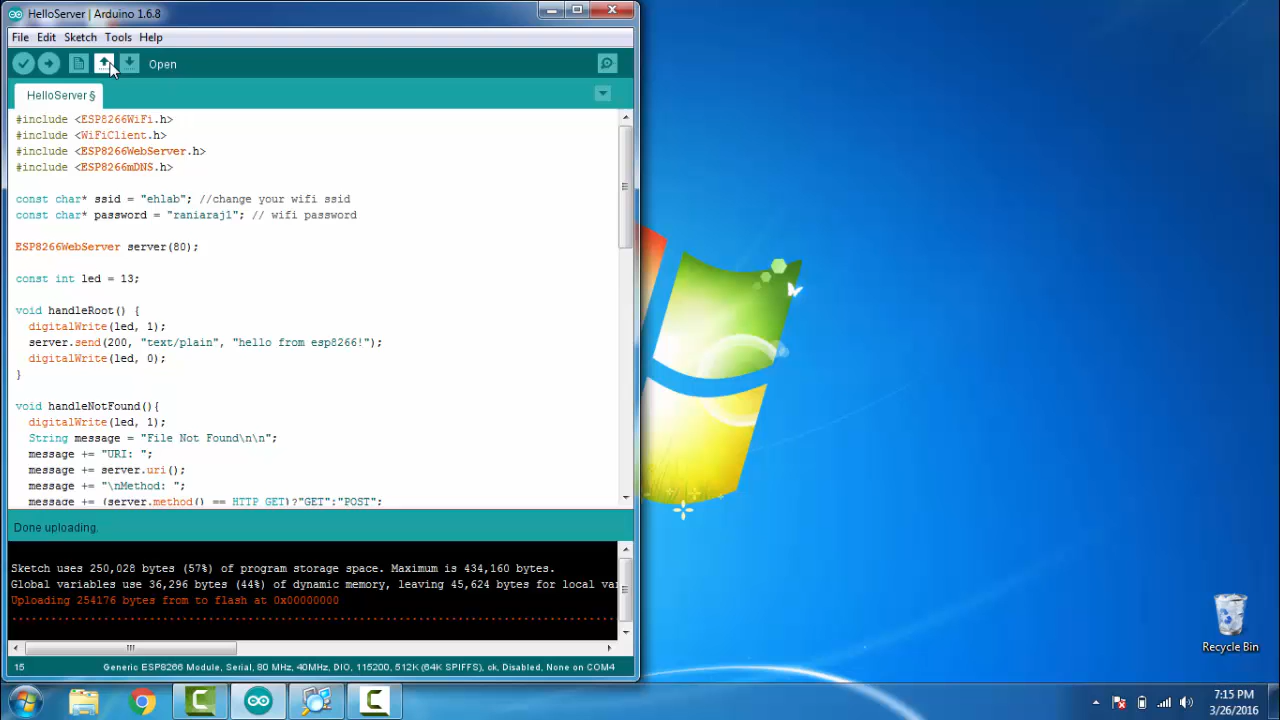 HelloServer | Arduino 1.6.8
File Edit Sketch Tools Help
Open
HelloServer §
#include <ESP8266WiFi.h>
#include <WiFiClient.h>
#include <ESP8266WebServer.h>
#include <ESP8266mDNS.h>
const char* ssid = "ehlab"; //change your wifi ssid
const char* password = "raniaraj1"; // wifi password
ESP8266WebServer server(80);
const int led = 13;
void handleRoot() {
digitalWrite(led, 1);
server.send(200, "text/plain", "hello from esp8266!");
digitalWrite(led, 0);
}
void handleNotFound(){
digitalWrite(led, 1);
String message = "File Not Found\n\n";
message += "URI: ";
message += server.uri();
message += "\nMethod: ";
message += (server.method() == HTTP_GET)?"GET":"POST";
Done uploading.
Sketch uses 250,028 bytes (57%) of program storage space. Maximum is 434,160 bytes.
Global variables use 36,296 bytes (44%) of dynamic memory, leaving 45,624 bytes for local va
Uploading 254176 bytes from to flash at 0x00000000
15 Generic ESP8266 Module, Serial, 80 MHz, 40MHz, DIO, 115200, 512K (64K SPIFFS), ck, Disabled, None on COM4
Recycle Bin
7:15 PM
3/26/2016